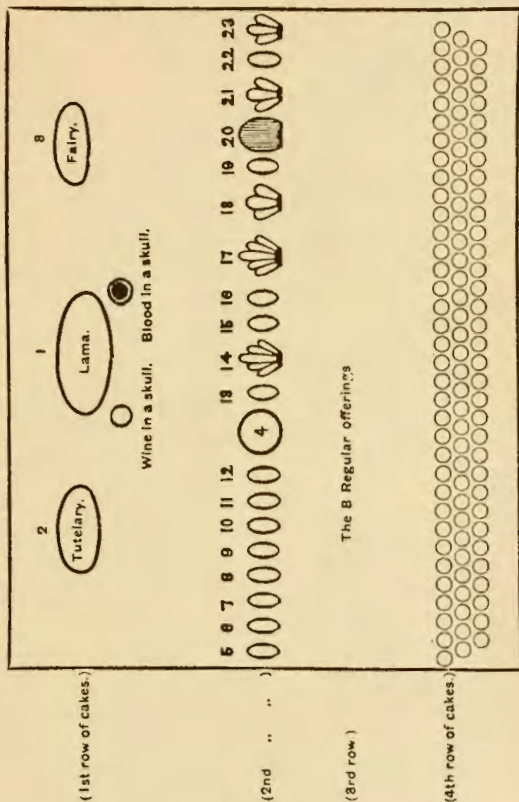 2 1 3
(1st row of cakes.) Tutelary. Lama. Fairy.
Wine in a skull. Blood in a skull.
5 6 7 8 9 10 11 12 13 14 15 16 17 18 19 20 21 22 23
(2nd ,, ,, ) 4
(3rd row.) The 8 Regular offerings
(4th row of cakes.)